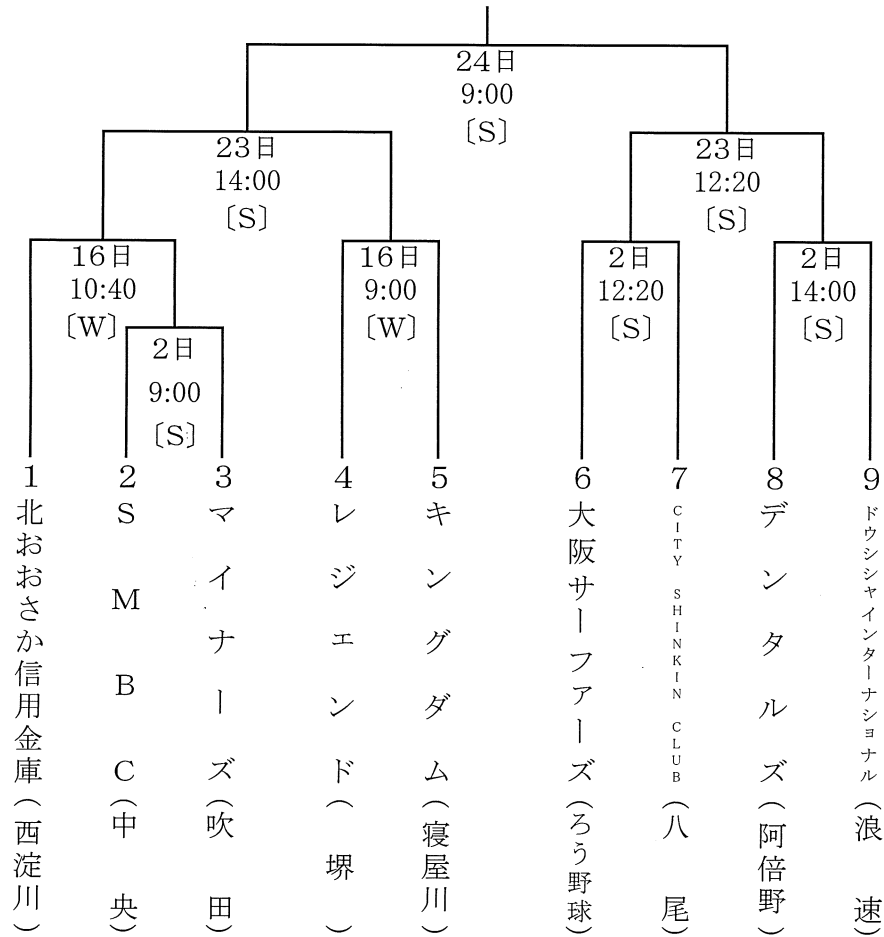 24日
9:00
〔S〕
23日
14:00
〔S〕
23日
12:20
〔S〕
16日
10:40
〔W〕
16日
9:00
〔W〕
2日
12:20
〔S〕
2日
14:00
〔S〕
2日
9:00
〔S〕
1 北おおさか信用金庫(西淀川)
2 SMBC(中央)
3 マイナーズ(吹田)
4 レジェンド(堺)
5 キングダム(寝屋川)
6 大阪サーファーズ(ろう野球)
7 CITY SHINKIN CLUB(八尾)
8 デンタルズ(阿倍野)
9 ドウシシャインターナショナル(浪速)